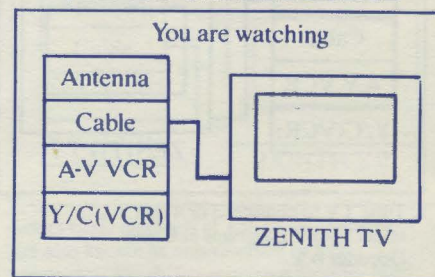 You are watching
Antenna
Cable
A-V VCR
Y/C(VCR)
ZENITH TV